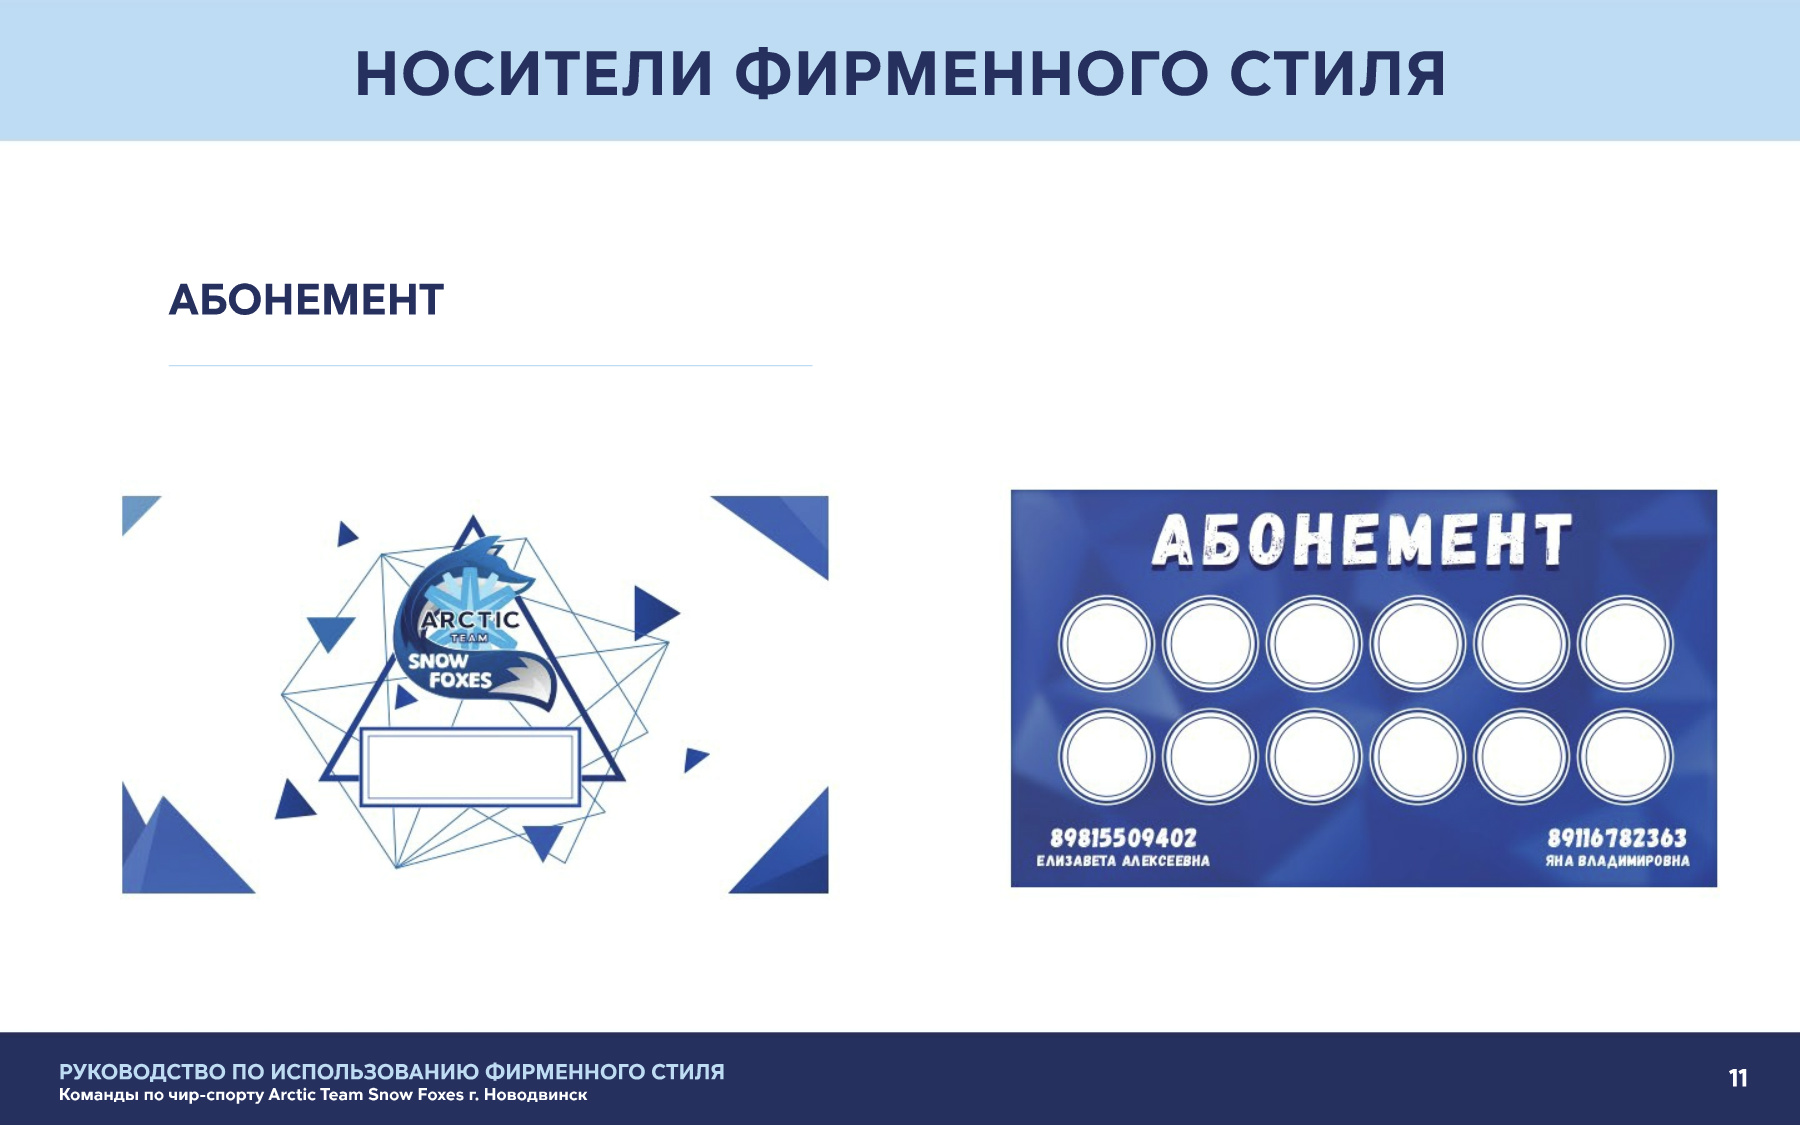 НОСИТЕЛИ ФИРМЕННОГО СТИЛЯ
АБОНЕМЕНТ
ARCTIC
TEAM
SNOW
FOXES
АБОНЕМЕНТ
89815509402
ЕЛИЗАВЕТА АЛЕКСЕЕВНА
89116782363
ЯНА ВЛАДИМИРОВНА
РУКОВОДСТВО ПО ИСПОЛЬЗОВАНИЮ ФИРМЕННОГО СТИЛЯ
Команды по чир-спорту Arctic Team Snow Foxes г. Новодвинск
11